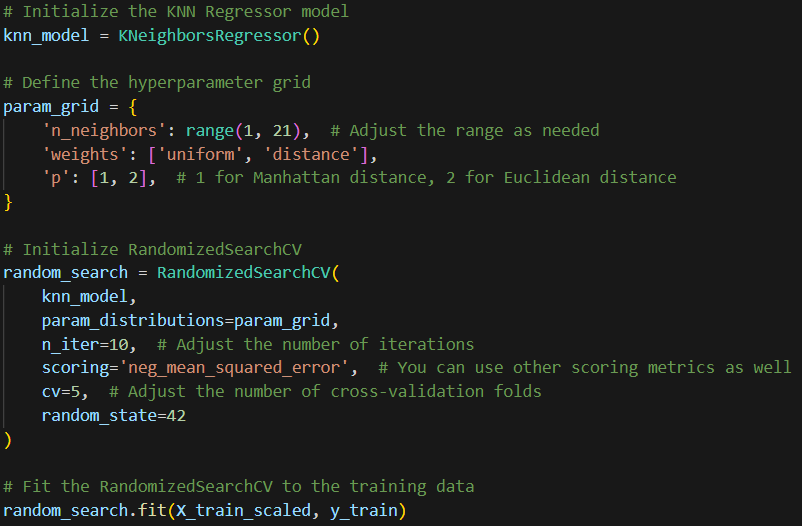 # Initialize the KNN Regressor model
knn_model = KNeighborsRegressor()
# Define the hyperparameter grid
param_grid = {
    'n_neighbors': range(1, 21),  # Adjust the range as needed
    'weights': ['uniform', 'distance'],
    'p': [1, 2],  # 1 for Manhattan distance, 2 for Euclidean distance
}
# Initialize RandomizedSearchCV
random_search = RandomizedSearchCV(
    knn_model,
    param_distributions=param_grid,
    n_iter=10,  # Adjust the number of iterations
    scoring='neg_mean_squared_error',  # You can use other scoring metrics as well
    cv=5,  # Adjust the number of cross-validation folds
    random_state=42
)
# Fit the RandomizedSearchCV to the training data
random_search.fit(X_train_scaled, y_train)